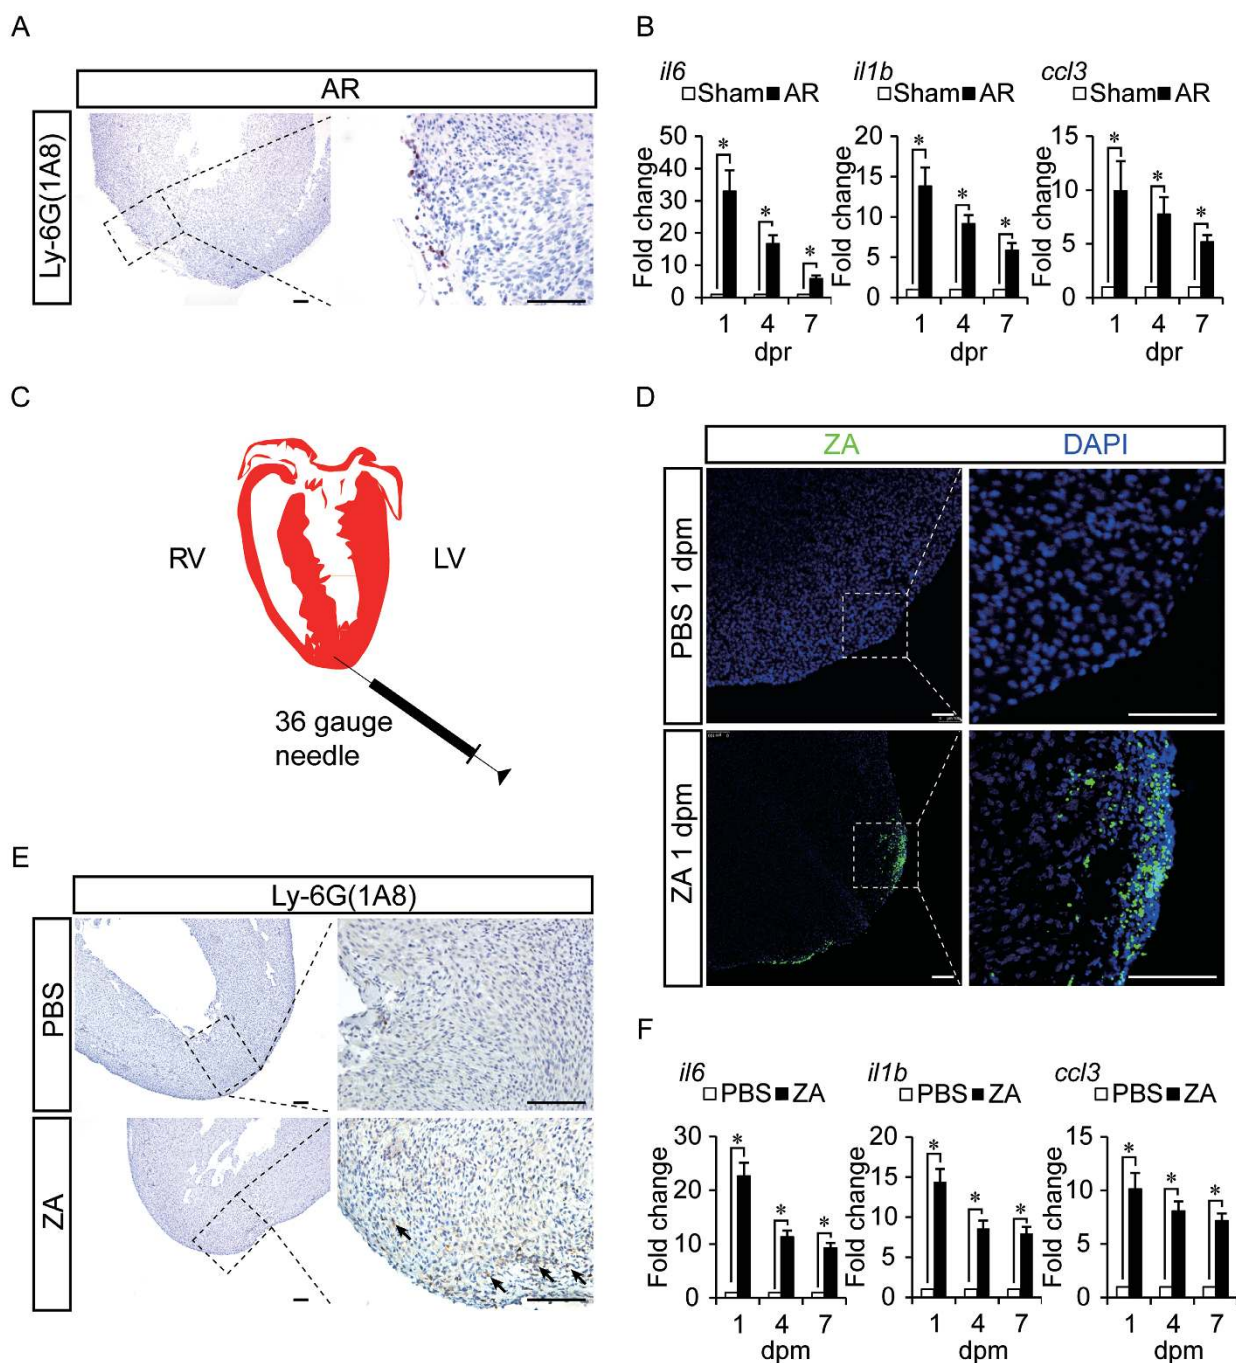 A
AR
Ly-6G(1A8)
B
il6
□Sham■AR
il1b
□Sham■AR
ccl3
□Sham■AR
Fold change
50
40
30
20
10
0
*
*
*
1 4 7
dpr
Fold change
20
15
10
5
0
*
*
*
1 4 7
dpr
Fold change
15
10
5
0
*
*
*
1 4 7
dpr
C
RV
LV
36 gauge
needle
D
ZA
DAPI
PBS 1 dpm
ZA 1 dpm
E
Ly-6G(1A8)
PBS
ZA
F
il6
□PBS■ZA
il1b
□PBS■ZA
ccl3
□PBS■ZA
Fold change
30
20
10
0
*
*
*
1 4 7
dpm
Fold change
20
15
10
5
0
*
*
*
1 4 7
dpm
Fold change
15
10
5
0
*
*
*
1 4 7
dpm